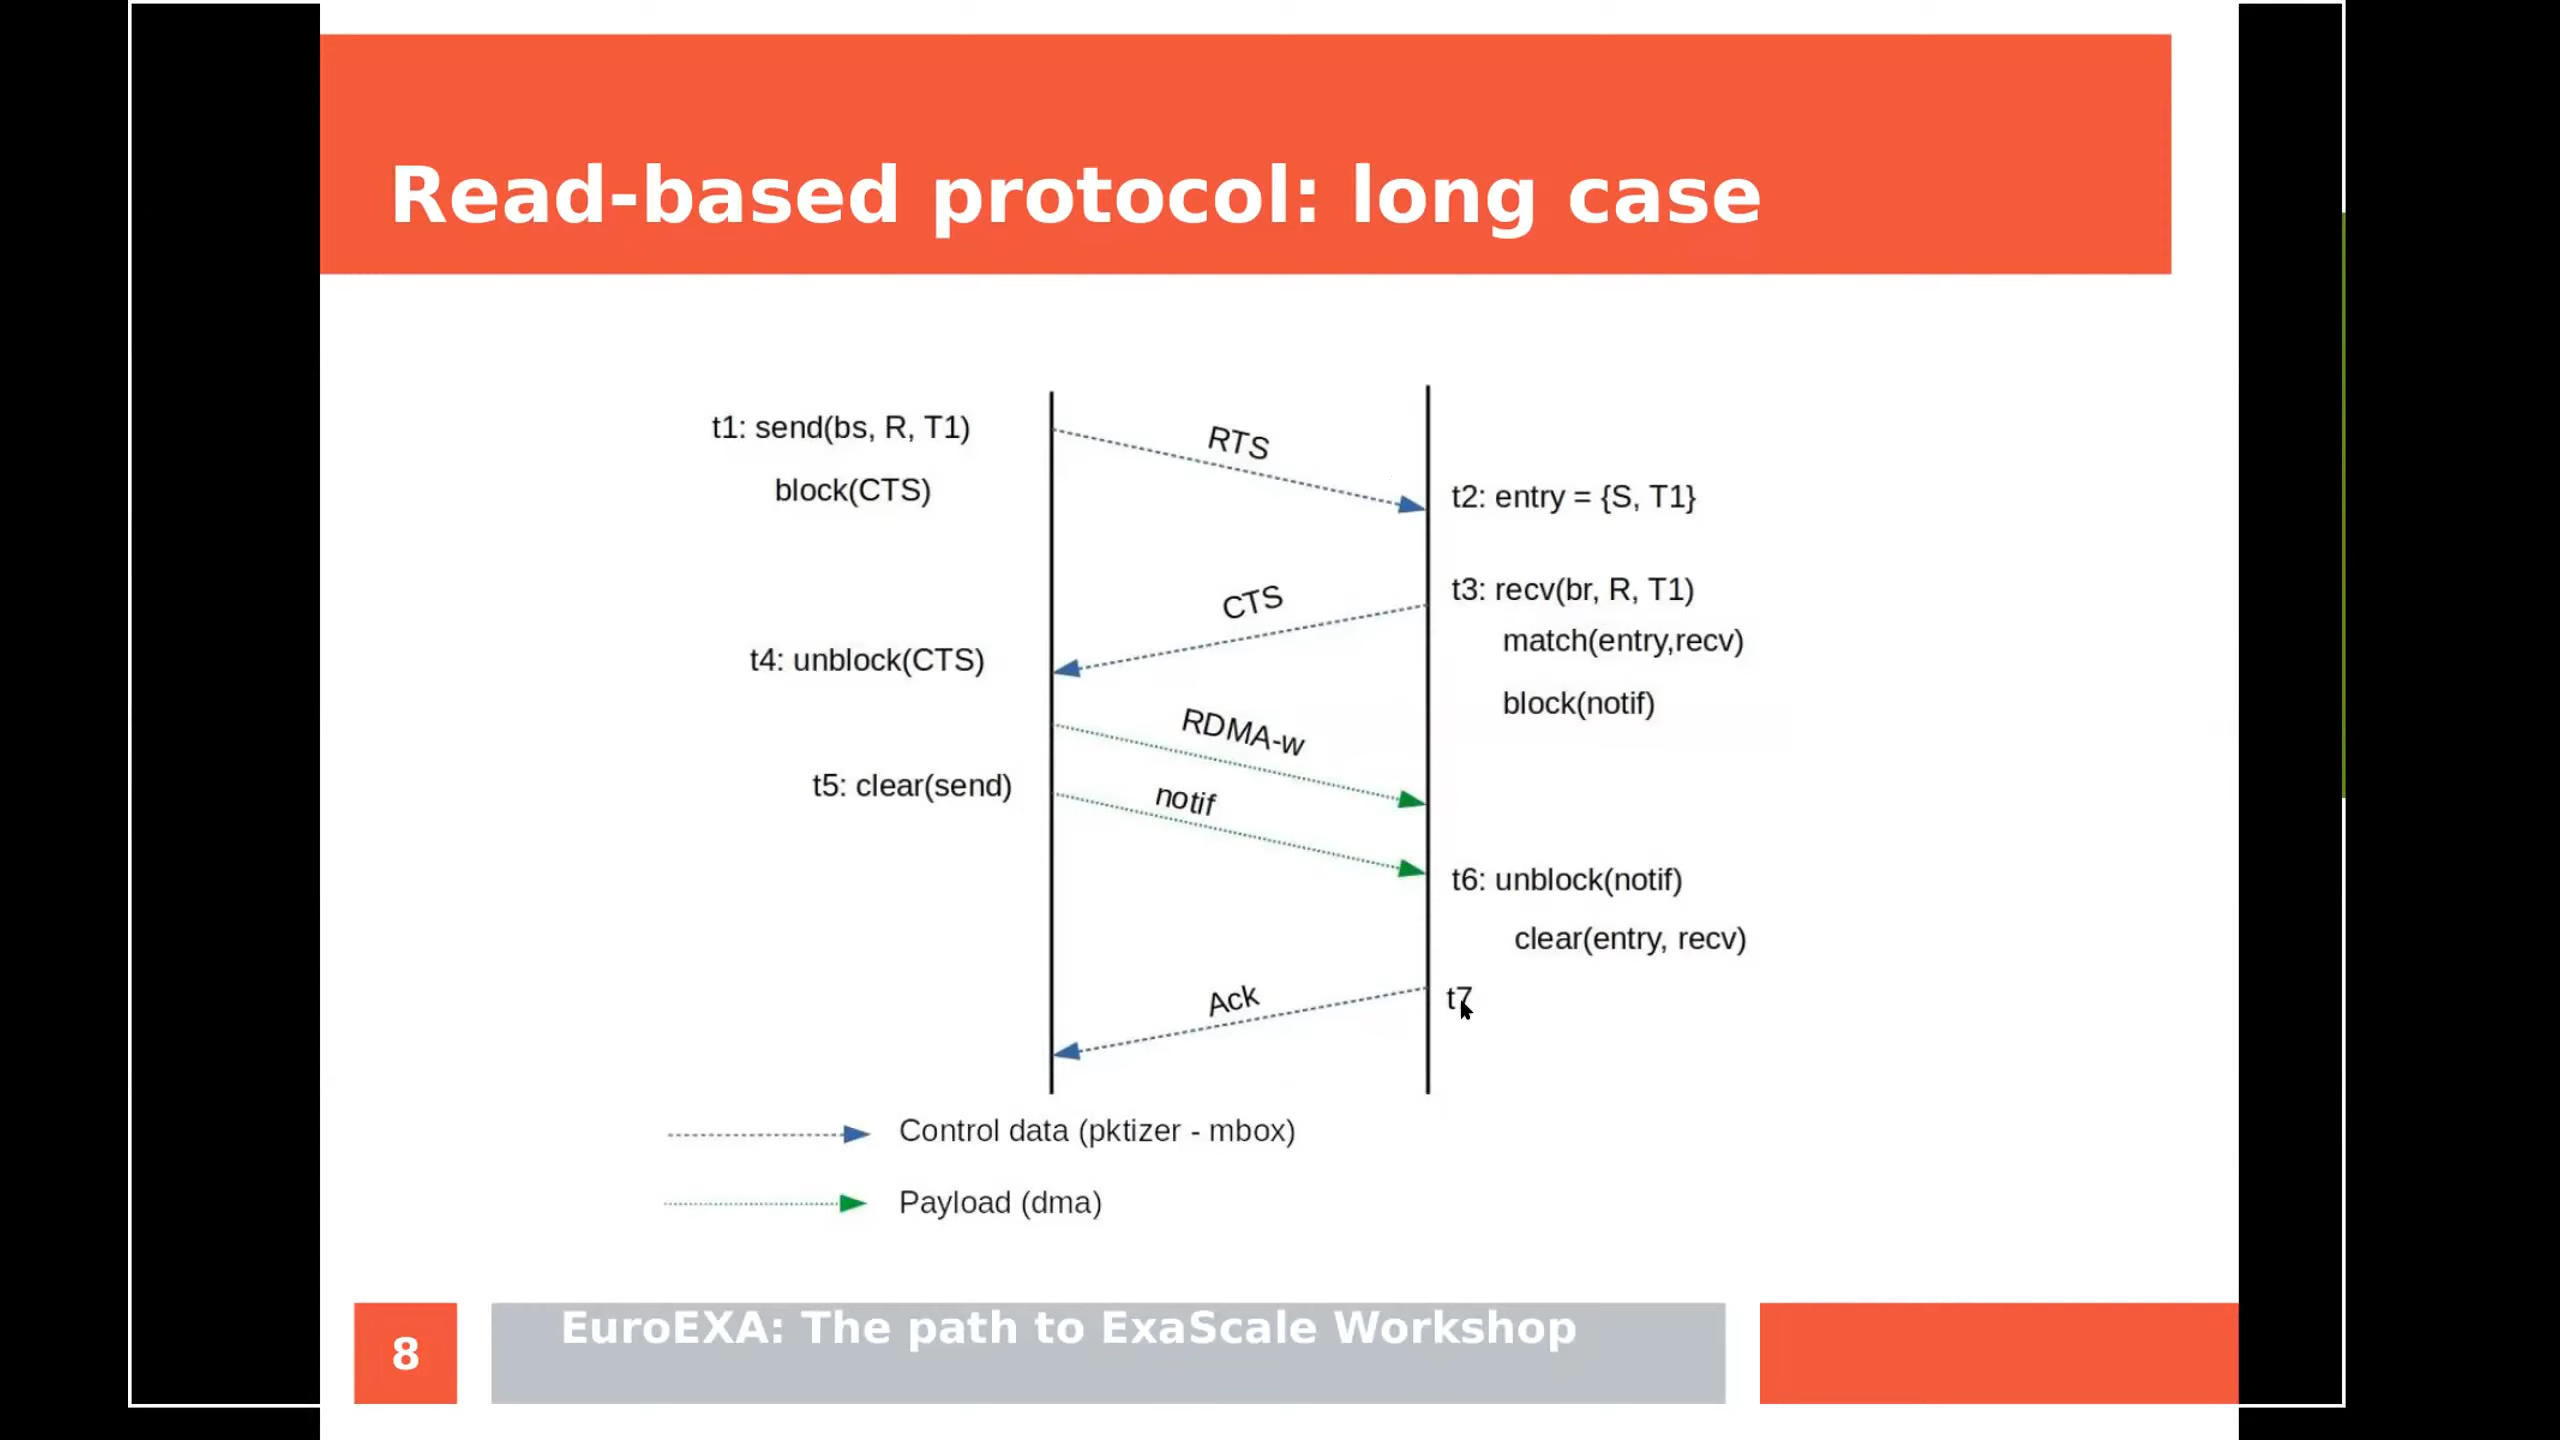 Read-based protocol: long case
t1: send(bs, R, T1)
RTS
block(CTS)
t2: entry = {S, T1}
CTS
t3: recv(br, R, T1)
match(entry,recv)
t4: unblock(CTS)
block(notif)
RDMA-w
t5: clear(send)
notif
t6: unblock(notif)
clear(entry, recv)
Ack
t7
Control data (pktizer - mbox)
Payload (dma)
8
EuroEXA: The path to ExaScale Workshop